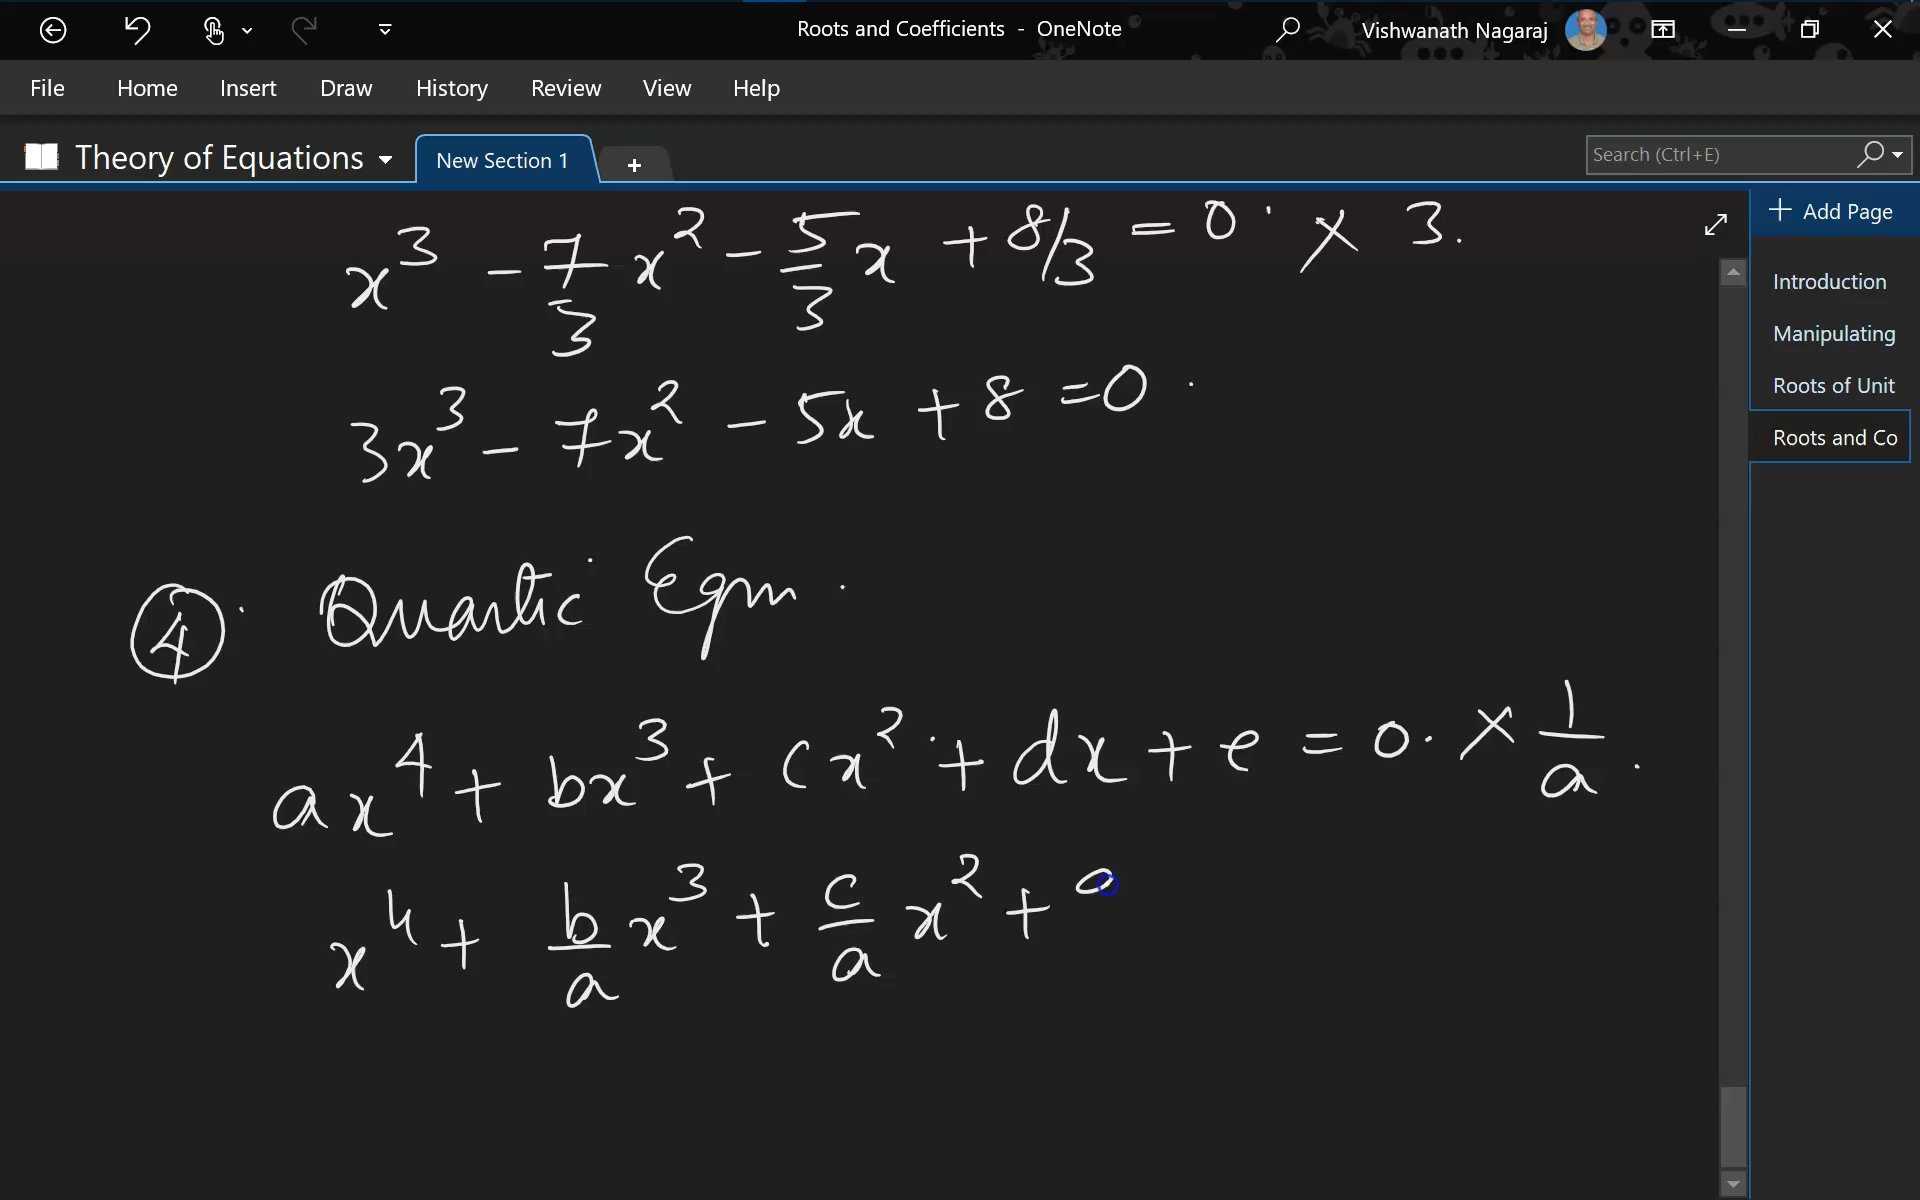 Roots and Coefficients - OneNote
Vishwanath Nagaraj
File Home Insert Draw History Review View Help
Theory of Equations
New Section 1
+
Search (Ctrl+E)
+ Add Page
Introduction
Manipulating
Roots of Unit
Roots and Co
x³ - 7/3 x² - 5/3 x + 8/3 = 0. × 3.
3x³ - 7x² - 5x + 8 = 0.
④. Quartic Eqn.
ax⁴ + bx³ + cx² + dx + e = 0. × 1/a.
x⁴ + b/a x³ + c/a x² +